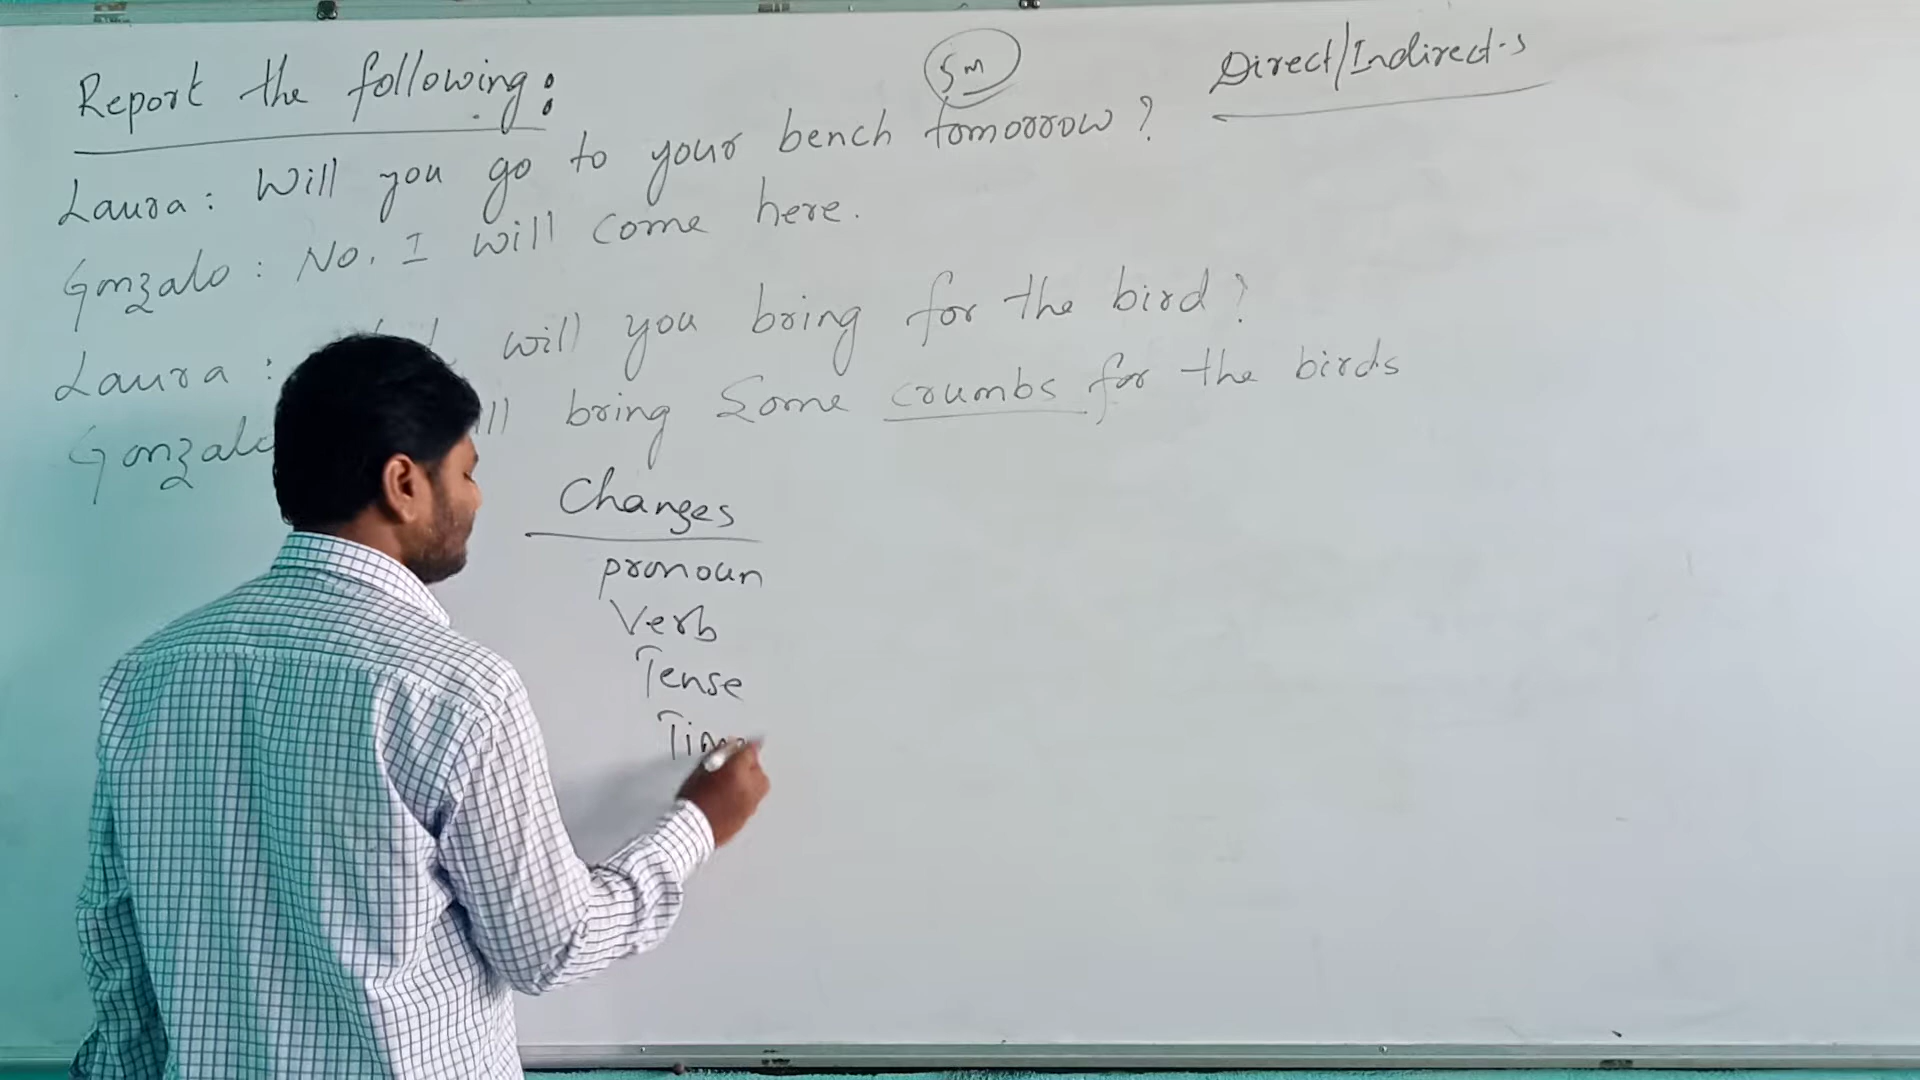 Report the following:
5m
Direct/Indirect-s
Laura: Will you go to your bench tomorrow?
Gonzalo: No, I will come here.
Laura: will you bring for the bird?
Gonzalo bring Some crumbs for the birds
Changes
pronoun
Verb
Tense